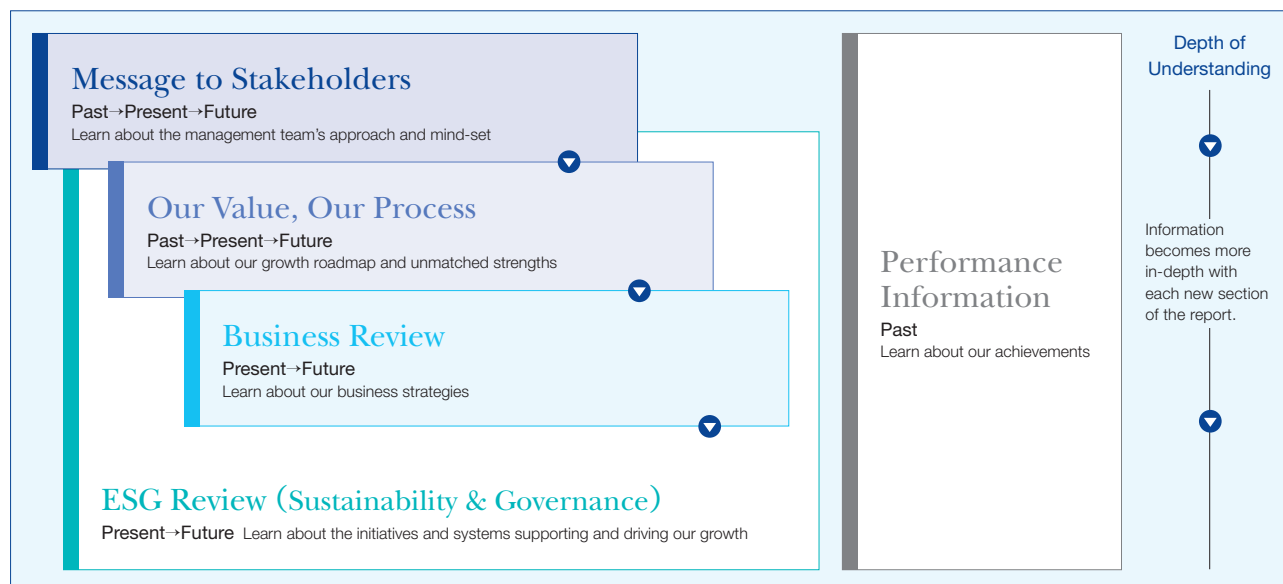 Message to Stakeholders
Past→Present→Future
Learn about the management team’s approach and mind-set
Our Value, Our Process
Past→Present→Future
Learn about our growth roadmap and unmatched strengths
Business Review
Present→Future
Learn about our business strategies
ESG Review (Sustainability & Governance)
Present→Future Learn about the initiatives and systems supporting and driving our growth
Performance
Information
Past
Learn about our achievements
Depth of
Understanding
Information
becomes more
in-depth with
each new section
of the report.